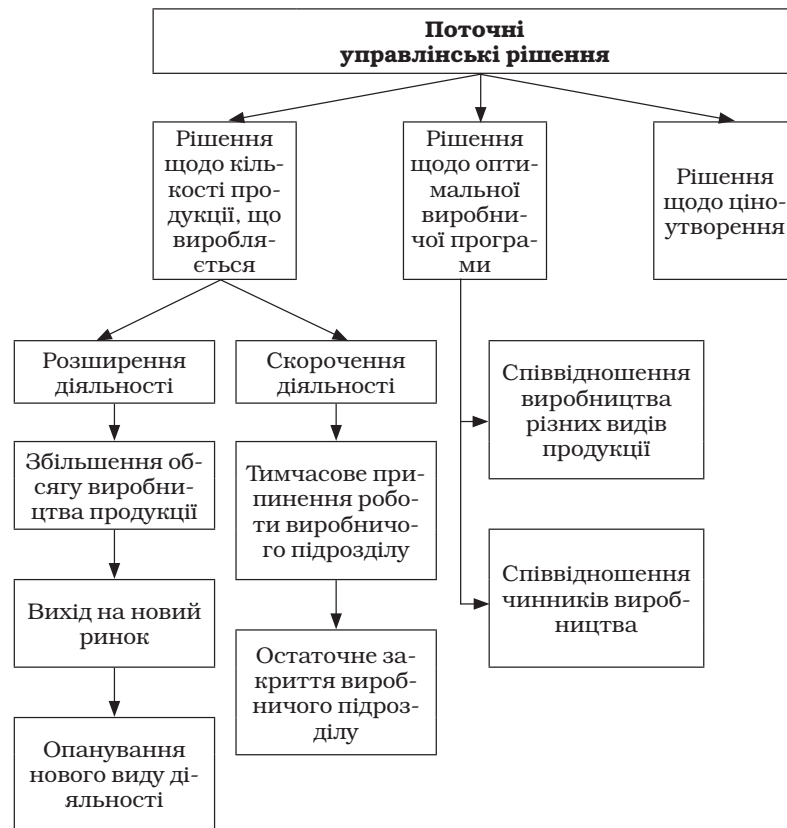 Поточні
управлінські рішення
Рішення
щодо кіль-
кості про-
дукції, що
виробля-
ється
Рішення
щодо опти-
мальної
виробни-
чої програ-
ми
Рішення
щодо ціно-
утворення
Розширення
діяльності
Скорочення
діяльності
Співвідношення
виробництва
різних видів
продукції
Збільшення об-
сягу виробни-
цтва продукції
Тимчасове при-
пинення робо-
ти виробничо-
го підрозділу
Вихід на новий
ринок
Співвідношення
чинників вироб-
ництва
Остаточне за-
криття вироб-
ничого підроз-
ділу
Опанування
нового виду ді-
яльності